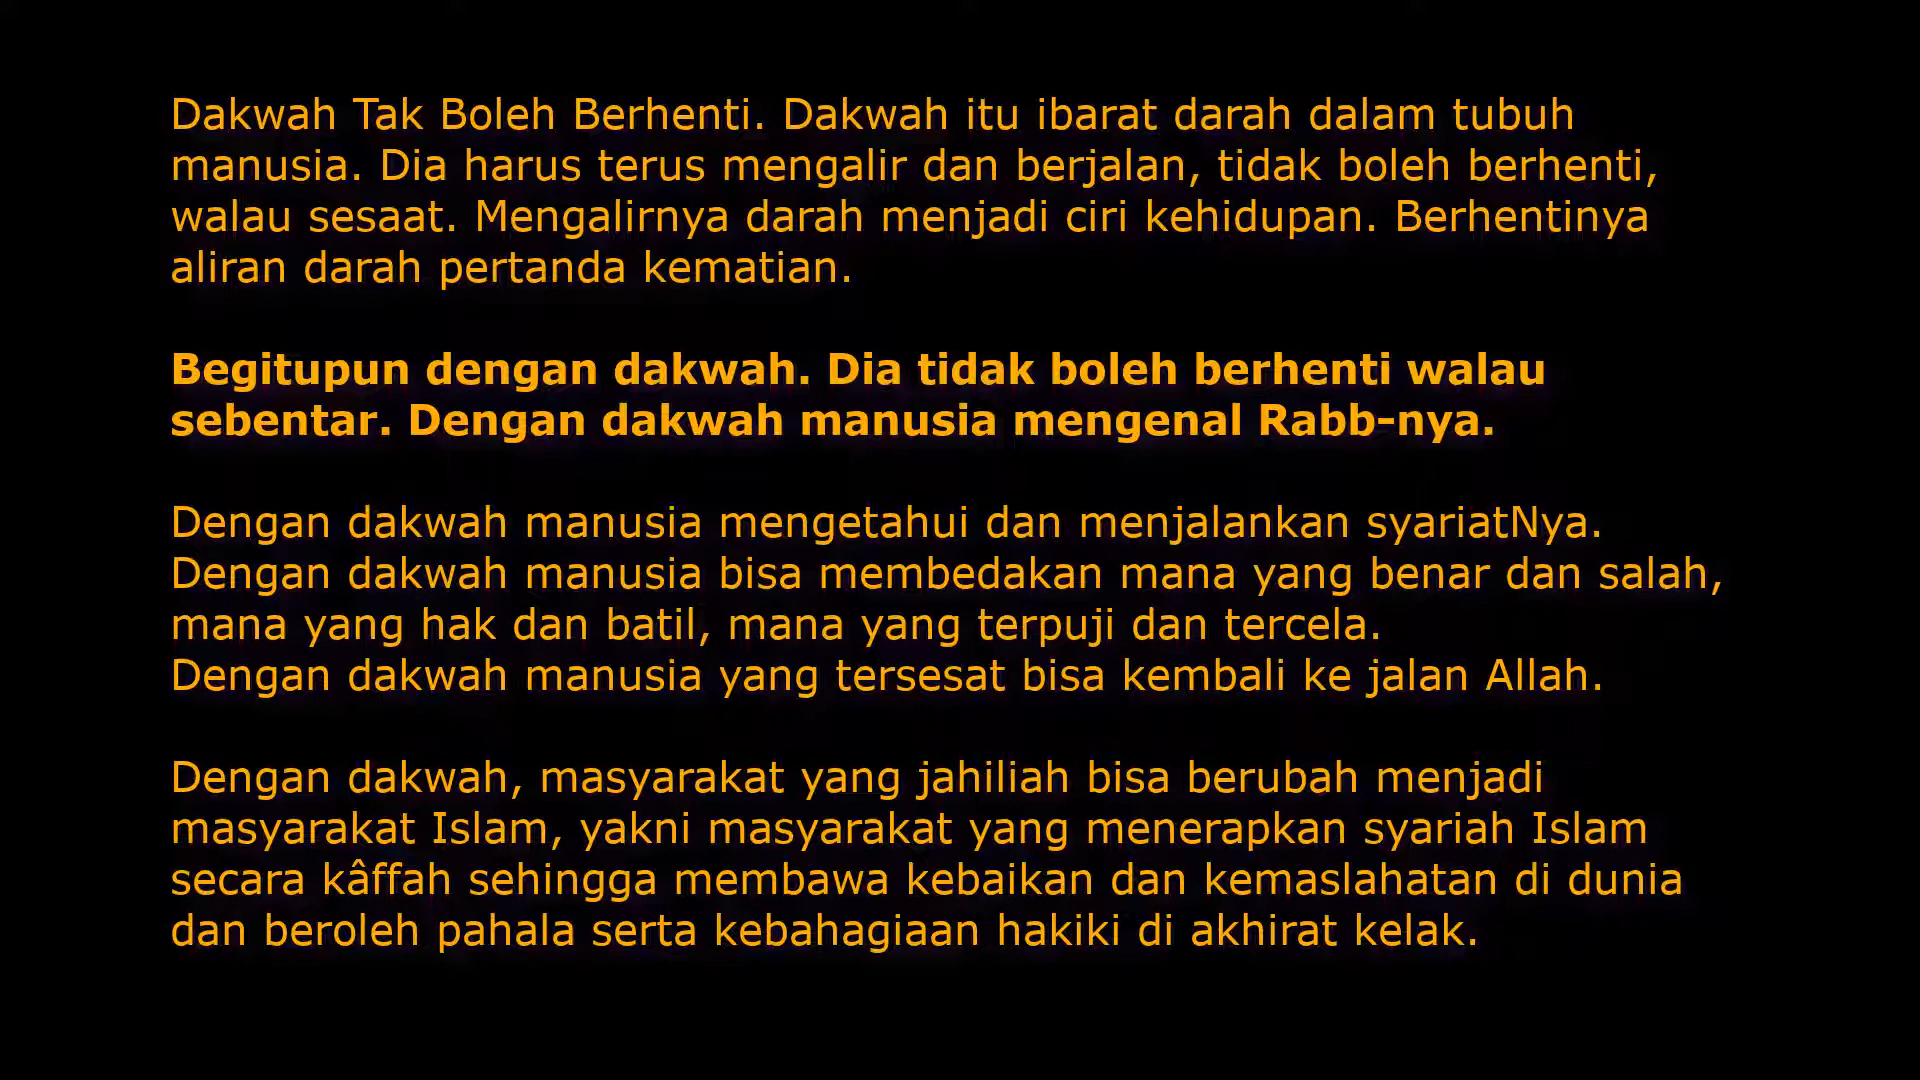 Dakwah Tak Boleh Berhenti. Dakwah itu ibarat darah dalam tubuh
manusia. Dia harus terus mengalir dan berjalan, tidak boleh berhenti,
walau sesaat. Mengalirnya darah menjadi ciri kehidupan. Berhentinya
aliran darah pertanda kematian.
Begitupun dengan dakwah. Dia tidak boleh berhenti walau
sebentar. Dengan dakwah manusia mengenal Rabb-nya.
Dengan dakwah manusia mengetahui dan menjalankan syariatNya.
Dengan dakwah manusia bisa membedakan mana yang benar dan salah,
mana yang hak dan batil, mana yang terpuji dan tercela.
Dengan dakwah manusia yang tersesat bisa kembali ke jalan Allah.
Dengan dakwah, masyarakat yang jahiliah bisa berubah menjadi
masyarakat Islam, yakni masyarakat yang menerapkan syariah Islam
secara kâffah sehingga membawa kebaikan dan kemaslahatan di dunia
dan beroleh pahala serta kebahagiaan hakiki di akhirat kelak.